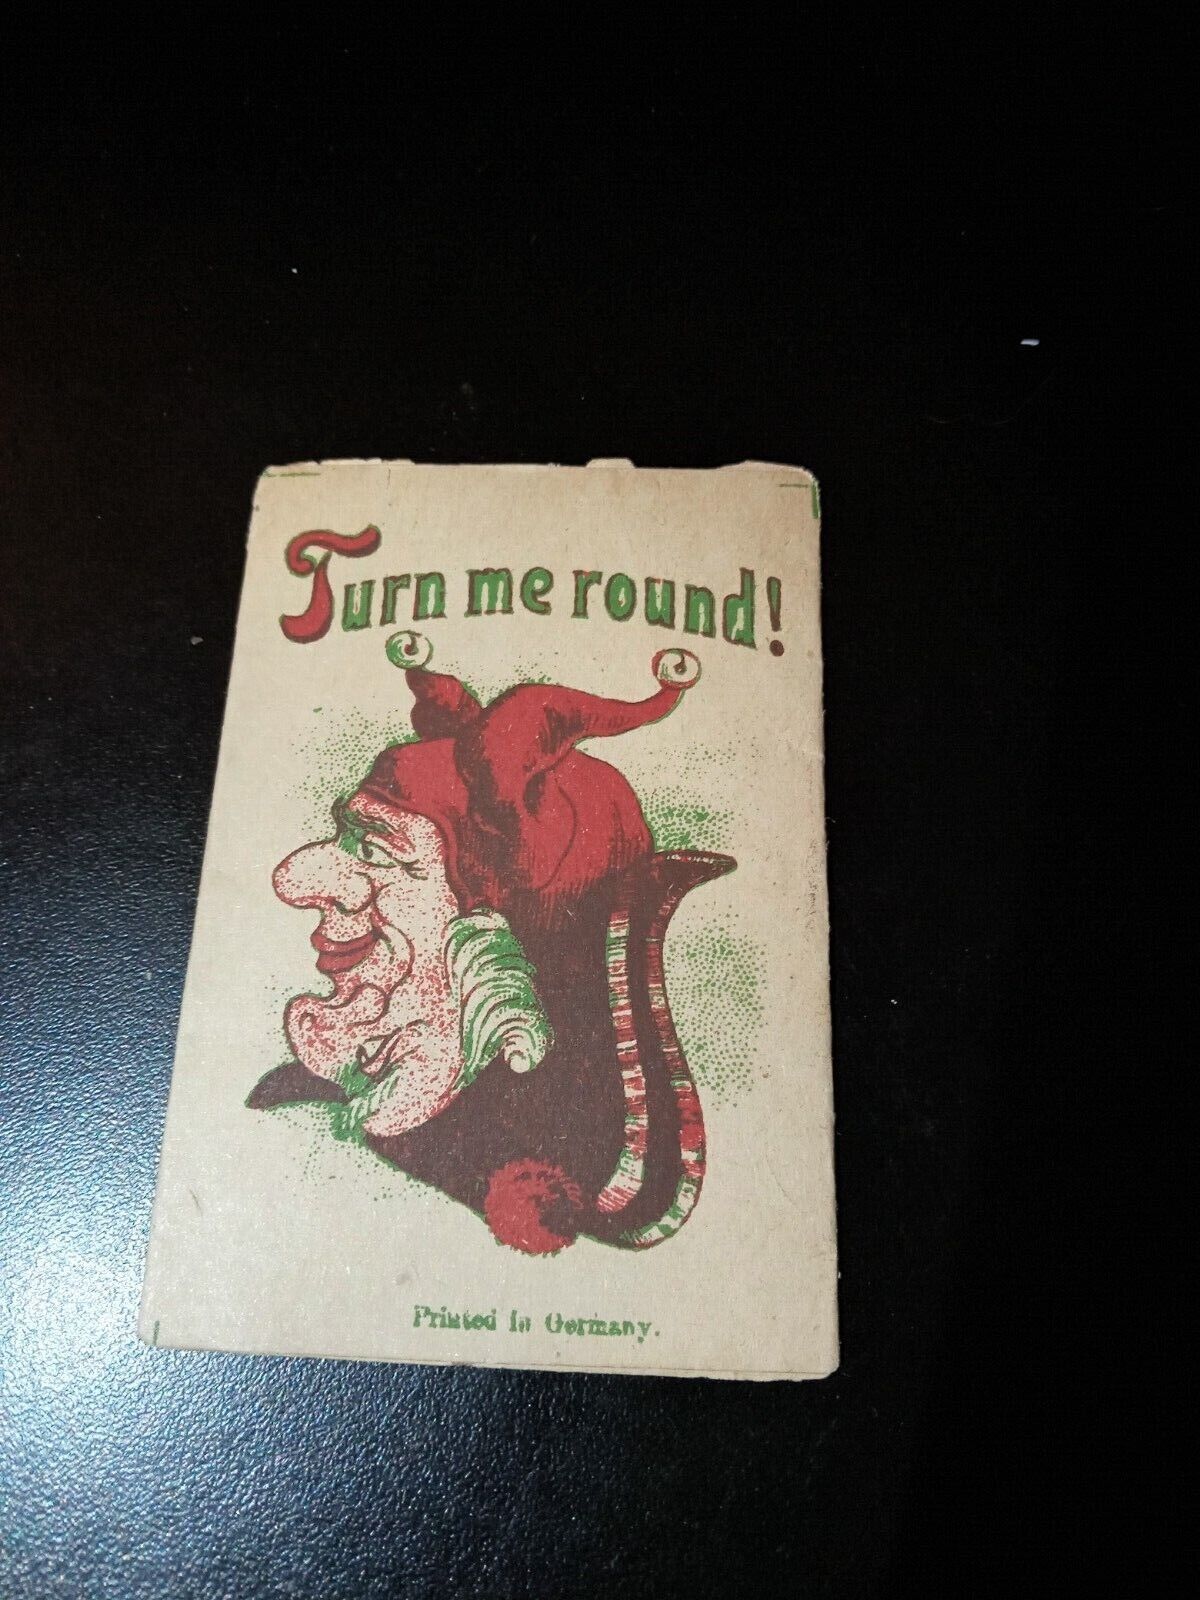 Turn me round!
Printed in Germany.